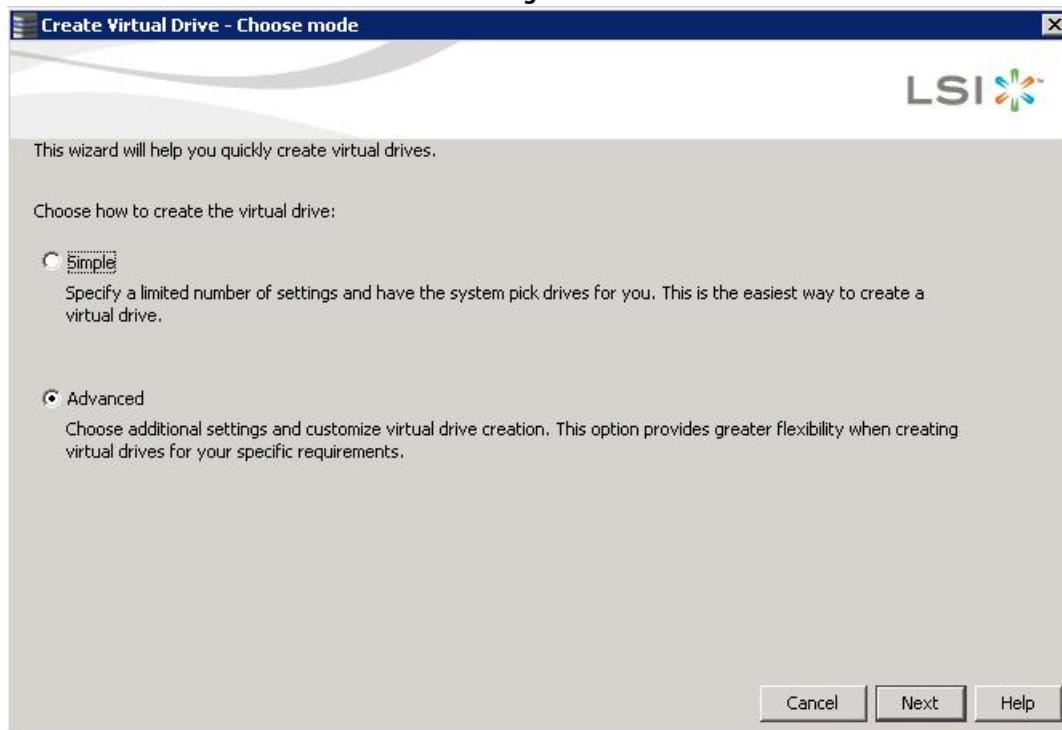 Create Virtual Drive - Choose mode
LSI
This wizard will help you quickly create virtual drives.
Choose how to create the virtual drive:
Simple
Specify a limited number of settings and have the system pick drives for you. This is the easiest way to create a
virtual drive.
Advanced
Choose additional settings and customize virtual drive creation. This option provides greater flexibility when creating
virtual drives for your specific requirements.
Cancel Next Help